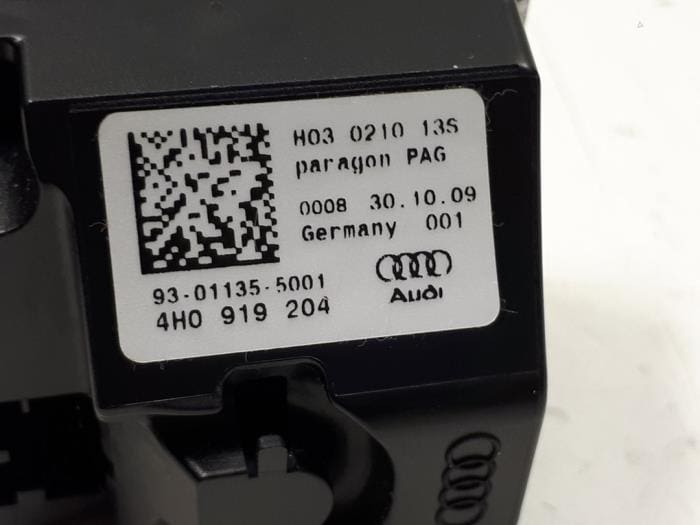 H03 0210 13S
paragon PAG
0008 30.10.09
Germany 001
Audi
93-01135-5001
4H0 919 204